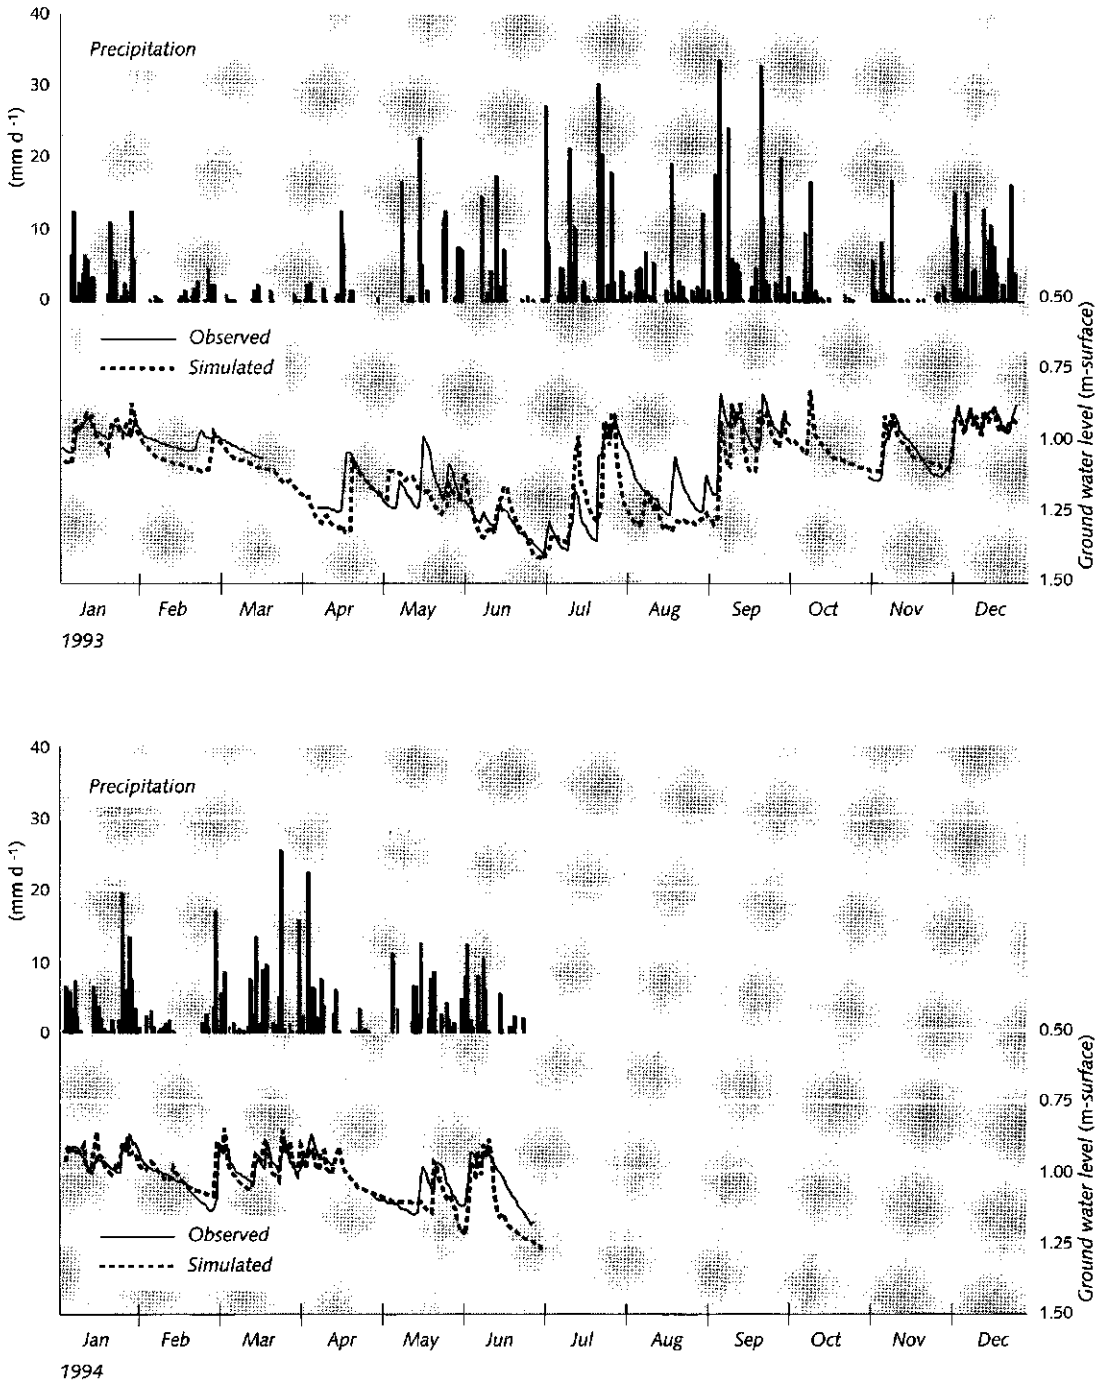 40
Precipitation
30
20
10
0
(mm d -1)
0.50
Observed
Simulated
0.75
1.00
1.25
1.50
Ground water level (m-surface)
Jan Feb Mar Apr May Jun Jul Aug Sep Oct Nov Dec
1993
40
Precipitation
30
20
10
0
(mm d -1)
0.50
0.75
1.00
Observed
Simulated
1.25
1.50
Ground water level (m-surface)
Jan Feb Mar Apr May Jun Jul Aug Sep Oct Nov Dec
1994